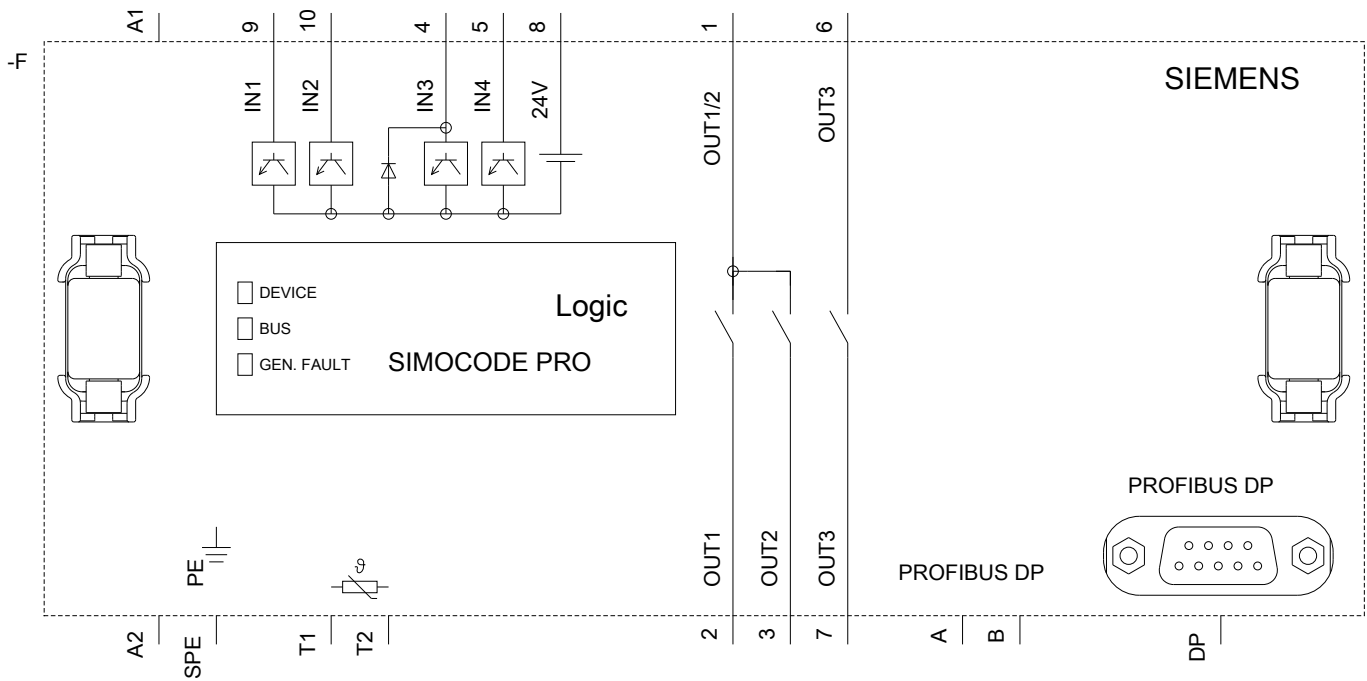 A1
9
10
4
5
8
1
6
-F
SIEMENS
IN1
IN2
IN3
IN4
24V
OUT1/2
OUT3
DEVICE
BUS
GEN. FAULT
Logic
SIMOCODE PRO
PROFIBUS DP
PE
ϑ
OUT1
OUT2
OUT3
PROFIBUS DP
A2
SPE
T1
T2
2
3
7
A
B
DP